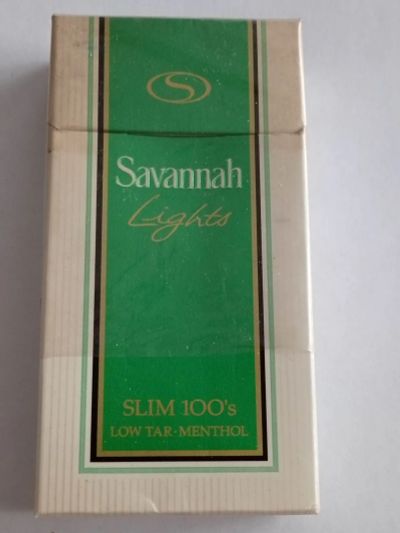 S
Savannah
Lights
SLIM 100's
LOW TAR-MENTHOL